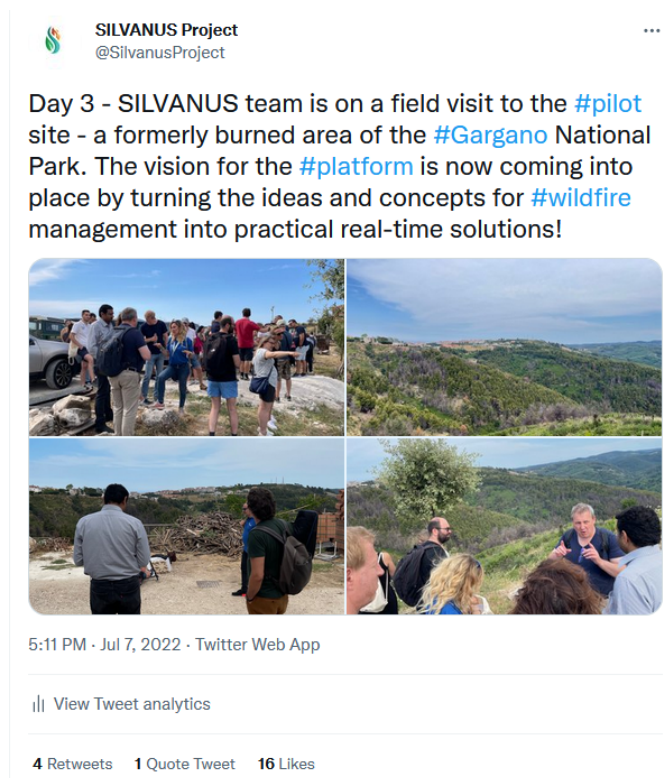 SILVANUS Project
@SilvanusProject
Day 3 - SILVANUS team is on a field visit to the #pilot
site - a formerly burned area of the #Gargano National
Park. The vision for the #platform is now coming into
place by turning the ideas and concepts for #wildfire
management into practical real-time solutions!
5:11 PM · Jul 7, 2022 · Twitter Web App
View Tweet analytics
4 Retweets 1 Quote Tweet 16 Likes